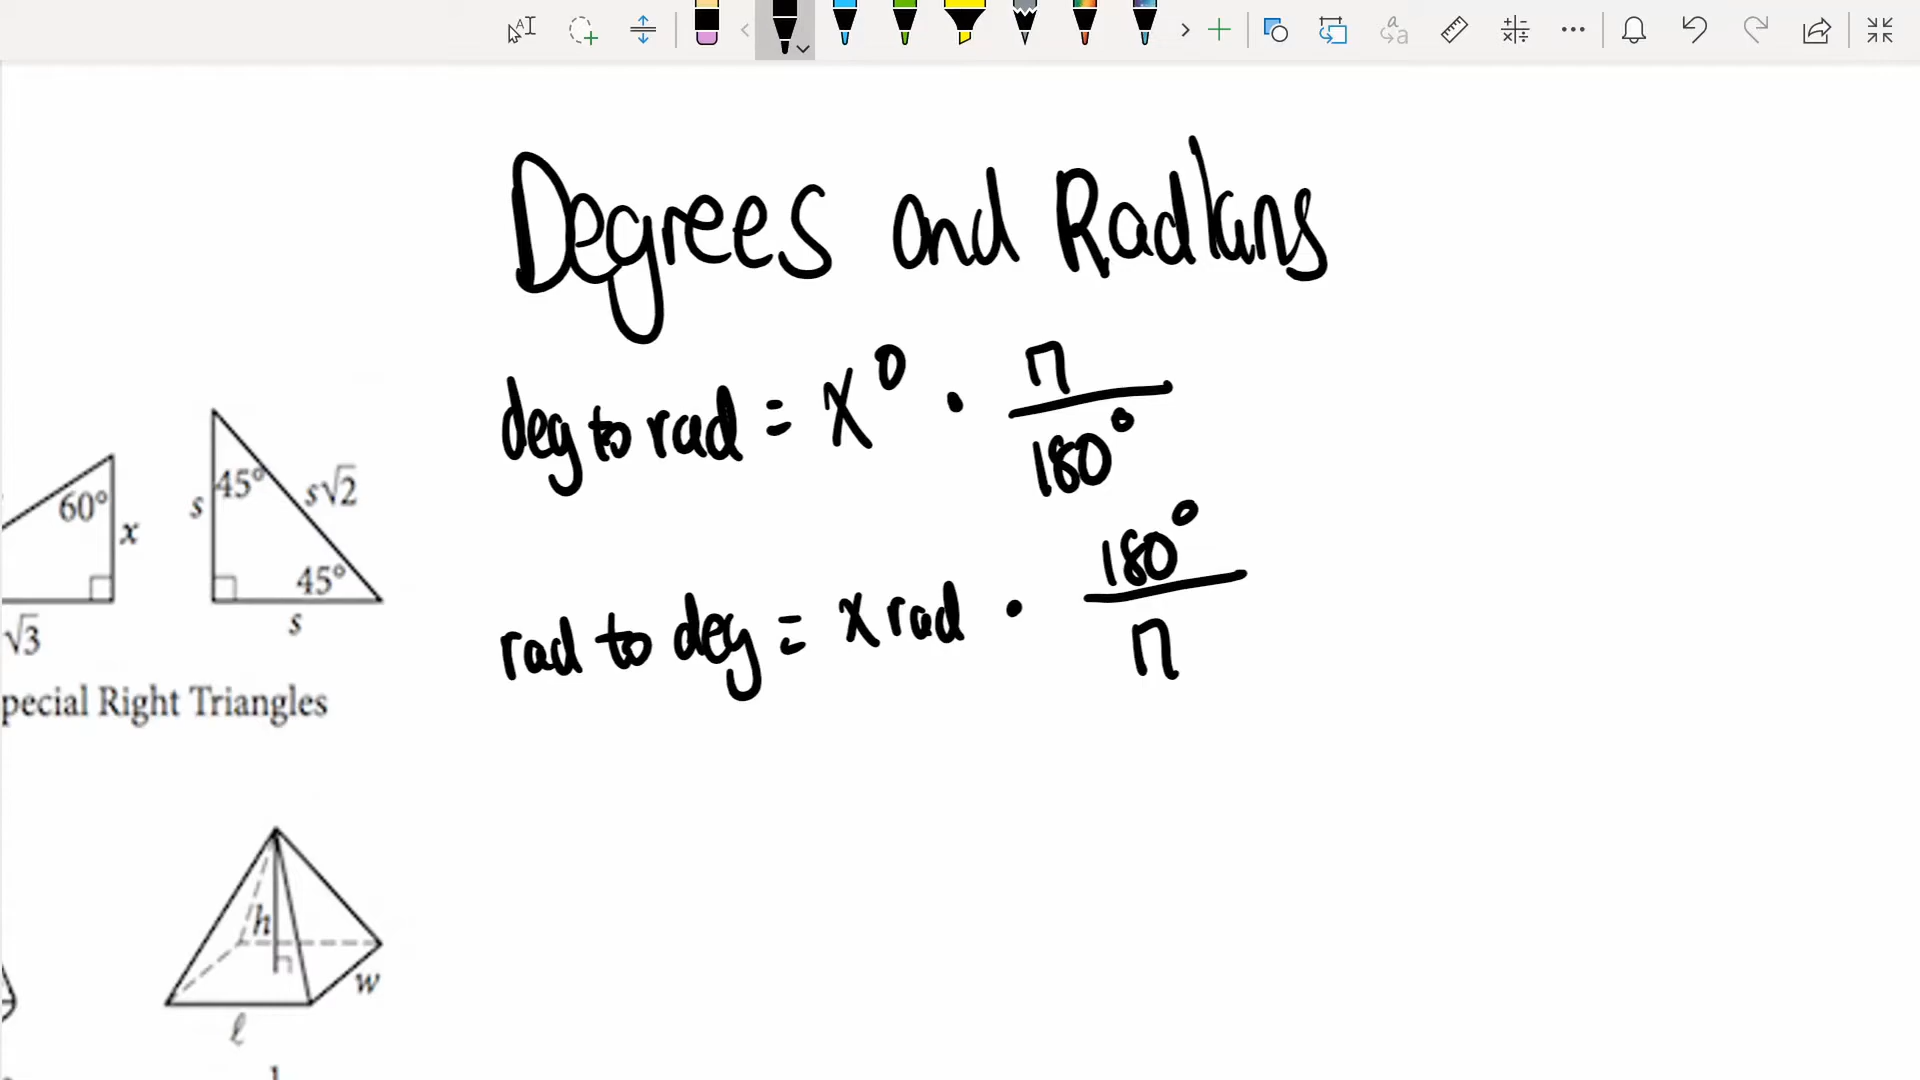 Degrees and Radians
deg to rad = x° · π/180°
rad to deg = x rad · 180°/π
60°
x
√3
45°
s
s√2
45°
s
pecial Right Triangles
h
w
ℓ